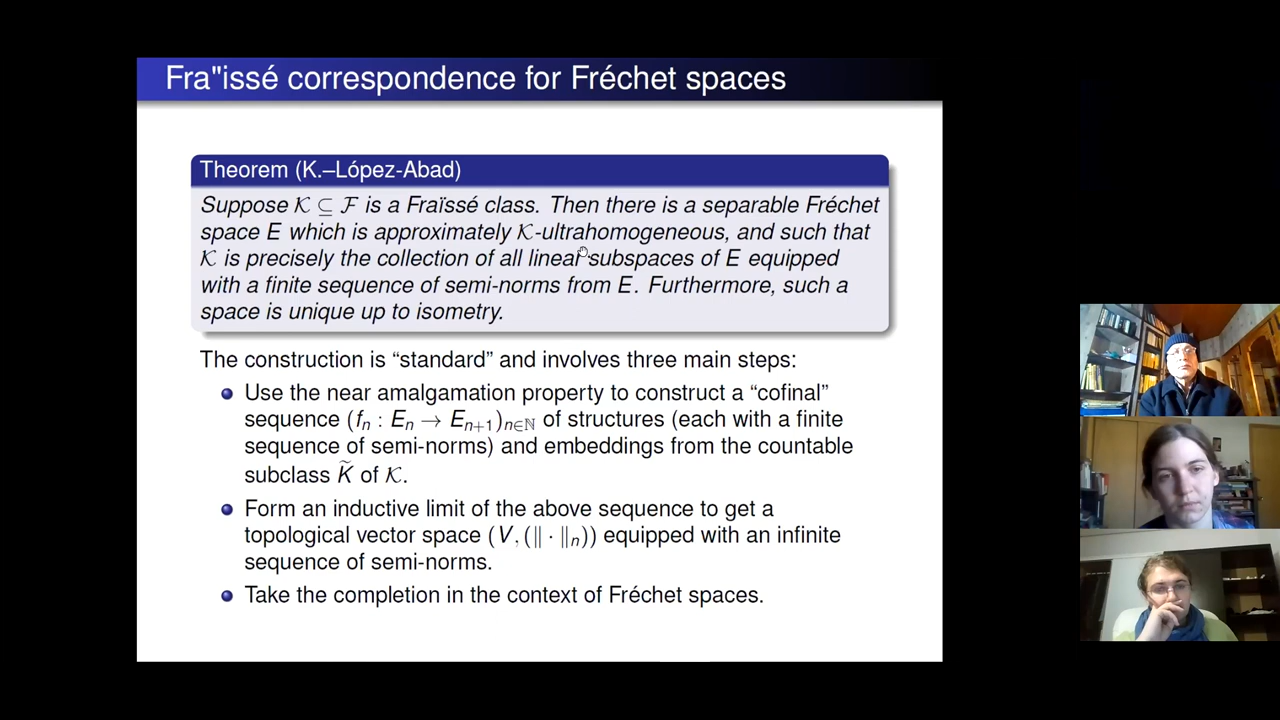 Fra"issé correspondence for Fréchet spaces
Theorem (K.–López-Abad)
Suppose 𝒦 ⊆ ℱ is a Fraïssé class. Then there is a separable Fréchet
space E which is approximately 𝒦-ultrahomogeneous, and such that
𝒦 is precisely the collection of all linear subspaces of E equipped
with a finite sequence of semi-norms from E. Furthermore, such a
space is unique up to isometry.
The construction is “standard” and involves three main steps:
Use the near amalgamation property to construct a “cofinal”
sequence (fₙ : Eₙ → Eₙ₊₁)ₙ∈ℕ of structures (each with a finite
sequence of semi-norms) and embeddings from the countable
subclass K̃ of 𝒦.
Form an inductive limit of the above sequence to get a
topological vector space (V, (‖ · ‖ₙ)) equipped with an infinite
sequence of semi-norms.
Take the completion in the context of Fréchet spaces.